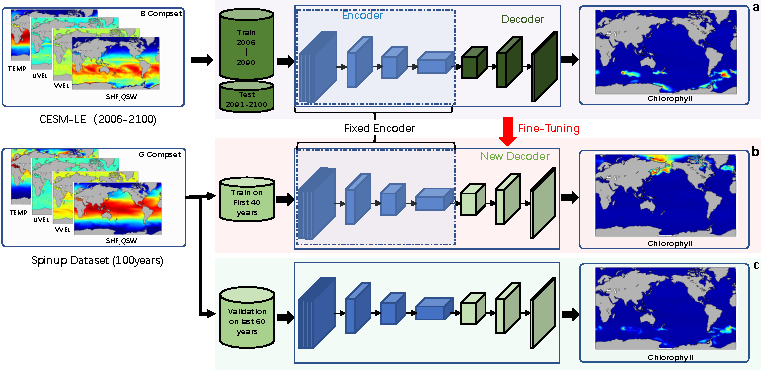 B Compset
TEMP
UVEL
VVEL
SHF_QSW
CESM-LE (2006-2100)
Train
2006
|
2090
Test
2091-2100
Encoder
Decoder
a
Chlorophyll
Fixed Encoder
Fine-Tuning
G Compset
TEMP
UVEL
VVEL
SHF_QSW
Spinup Dataset (100years)
Train on
First 40
years
New Decoder
b
Chlorophyll
Validation
on last 60
years
c
Chlorophyll